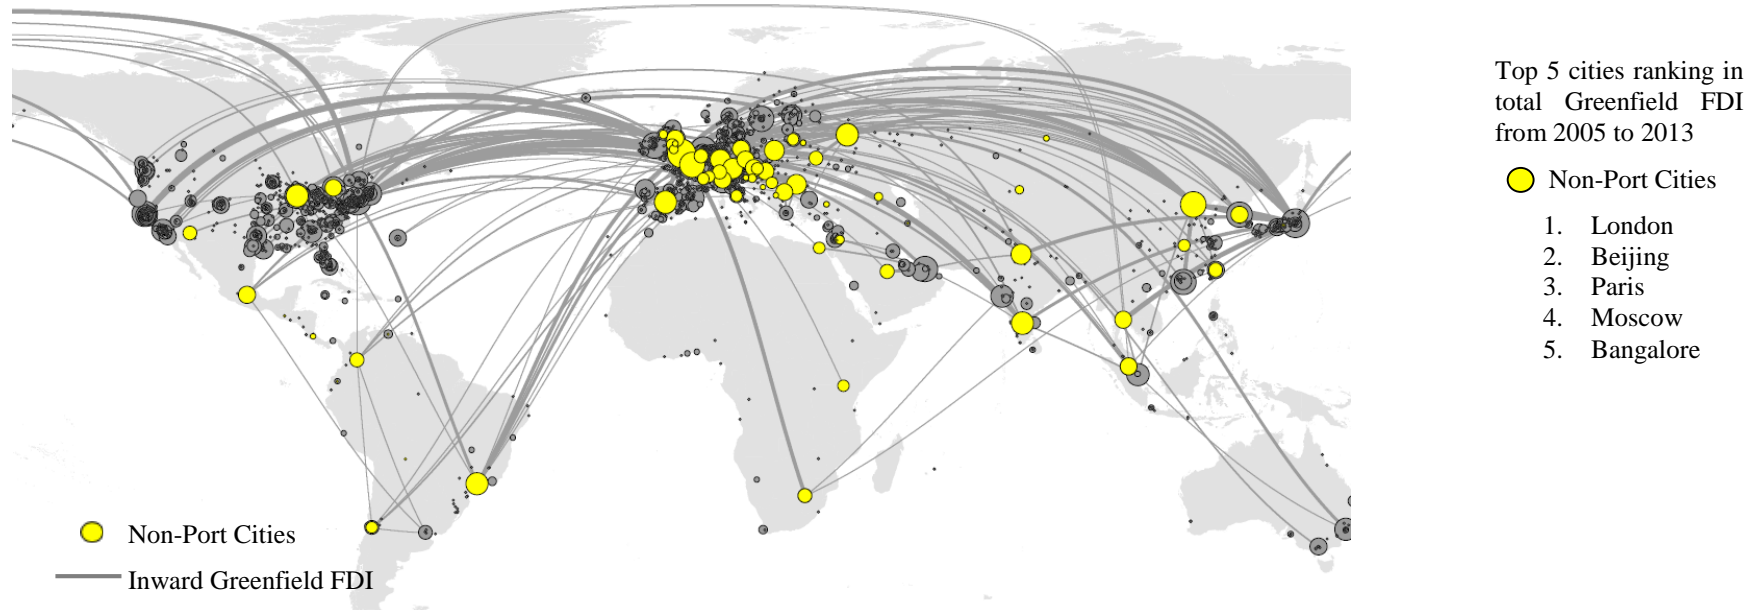 Top 5 cities ranking in
total Greenfield FDI
from 2005 to 2013
Non-Port Cities
1. London
2. Beijing
3. Paris
4. Moscow
5. Bangalore
Non-Port Cities
Inward Greenfield FDI